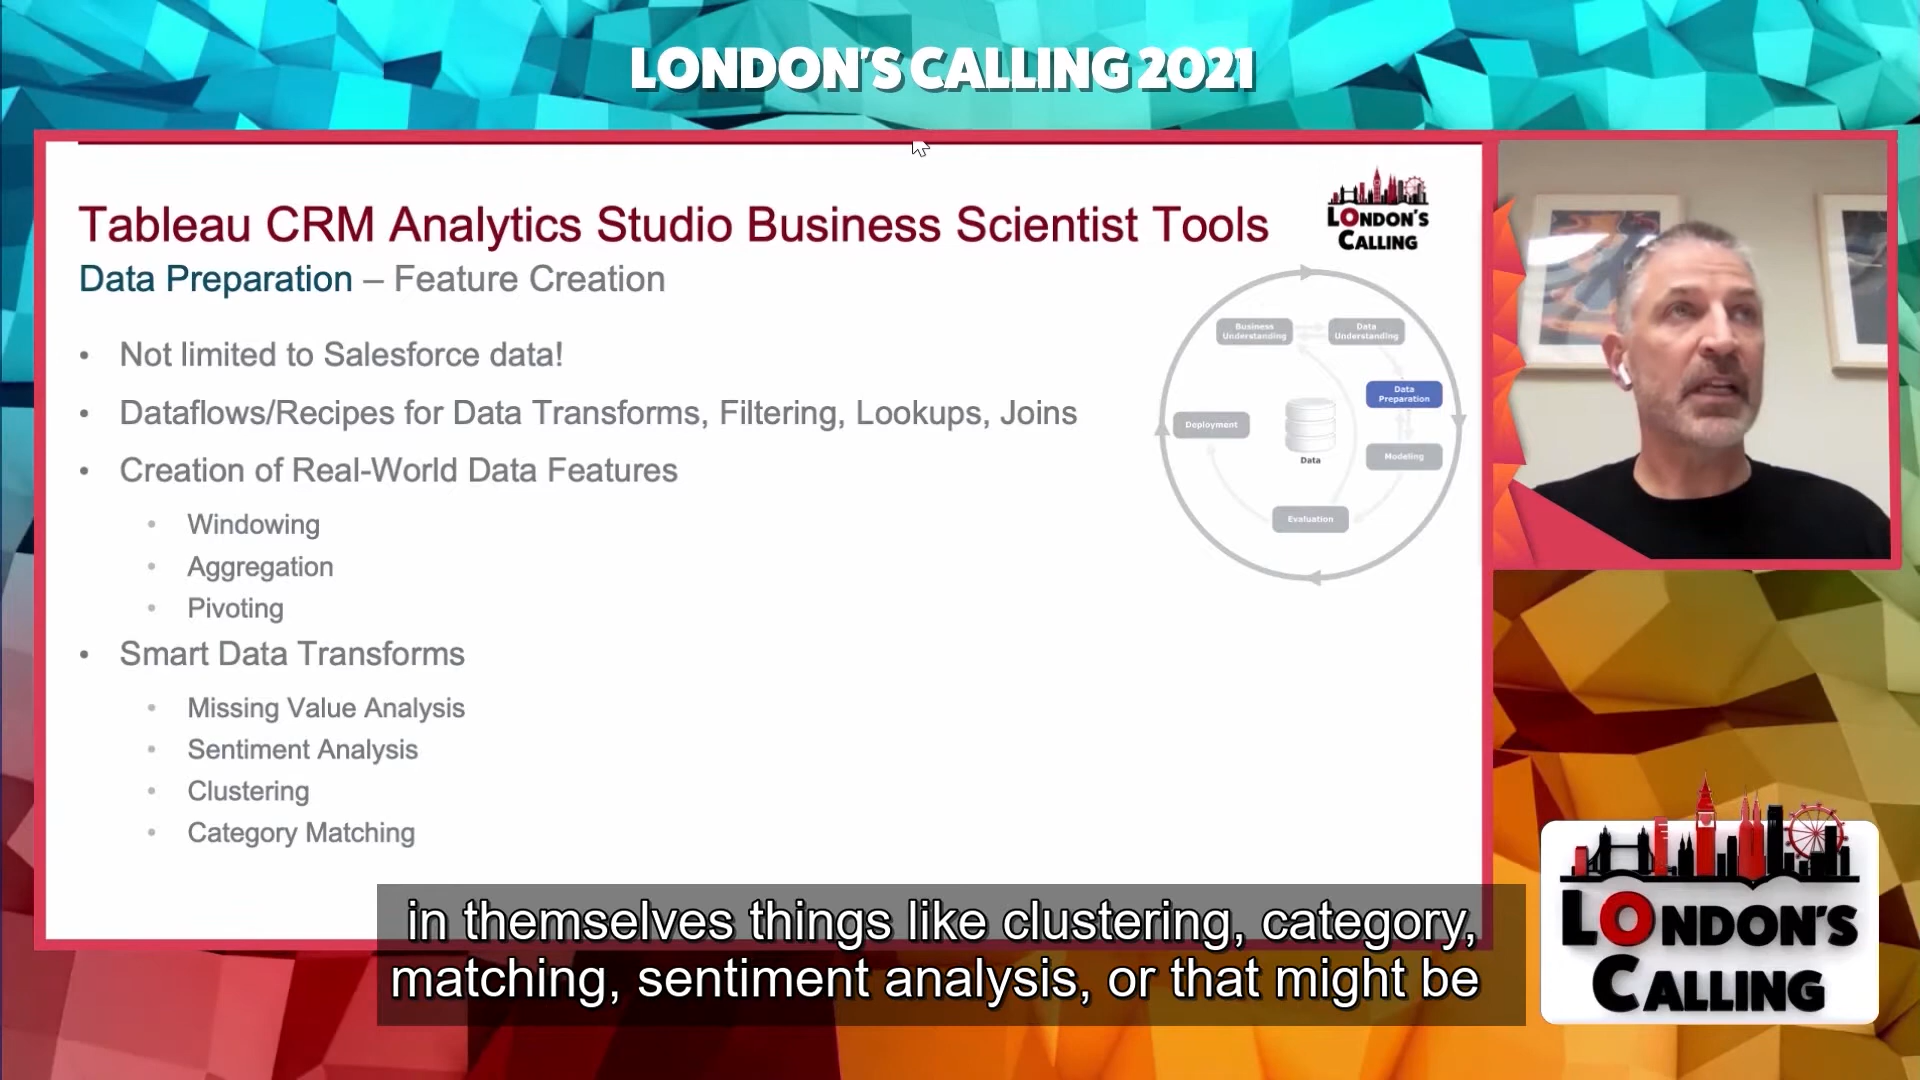 LONDON'S CALLING 2021
Tableau CRM Analytics Studio Business Scientist Tools
LONDON'S
CALLING
Data Preparation – Feature Creation
• Not limited to Salesforce data!
• Dataflows/Recipes for Data Transforms, Filtering, Lookups, Joins
• Creation of Real-World Data Features
• Windowing
• Aggregation
• Pivoting
• Smart Data Transforms
• Missing Value Analysis
• Sentiment Analysis
• Clustering
• Category Matching
Business
Understanding
Data
Understanding
Data
Preparation
Deployment
Data
Modeling
Evaluation
in themselves things like clustering, category,
matching, sentiment analysis, or that might be
LONDON'S
CALLING